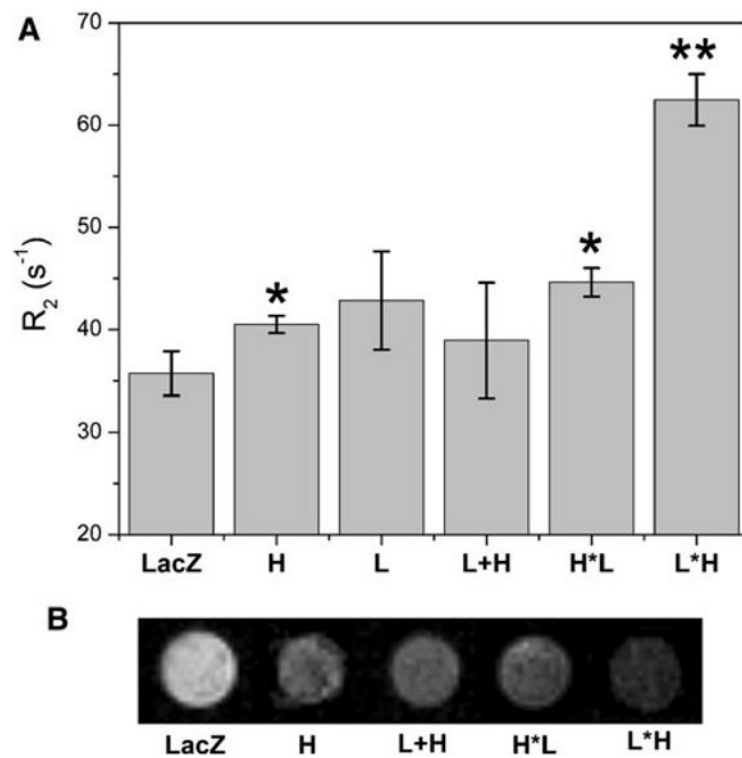 A
70
60
50
40
30
20
R₂ (s⁻¹)
* * **
LacZ H L L+H H*L L*H
B
LacZ H L+H H*L L*H